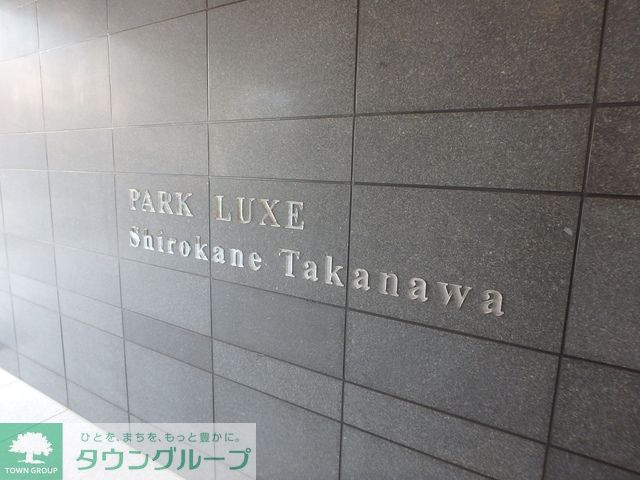 PARK LUXE
Shirokane Takanawa
ひとを、まちを、もっと豊かに。
TOWN GROUP
タウングループ